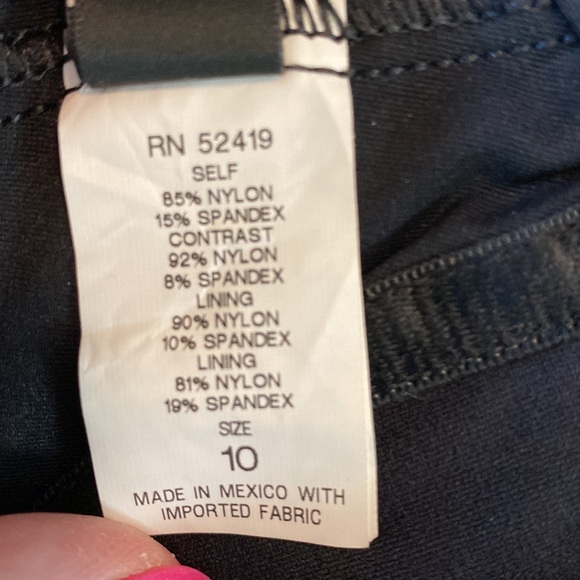 RN 52419
SELF
85% NYLON
15% SPANDEX
CONTRAST
92% NYLON
8% SPANDEX
LINING
90% NYLON
10% SPANDEX
LINING
81% NYLON
19% SPANDEX
SIZE
10
MADE IN MEXICO WITH
IMPORTED FABRIC